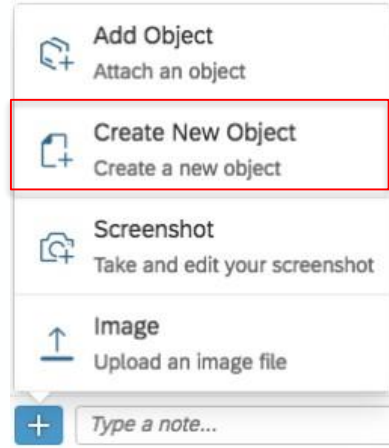 Add Object
Attach an object
Create New Object
Create a new object
Screenshot
Take and edit your screenshot
Image
Upload an image file
Type a note...